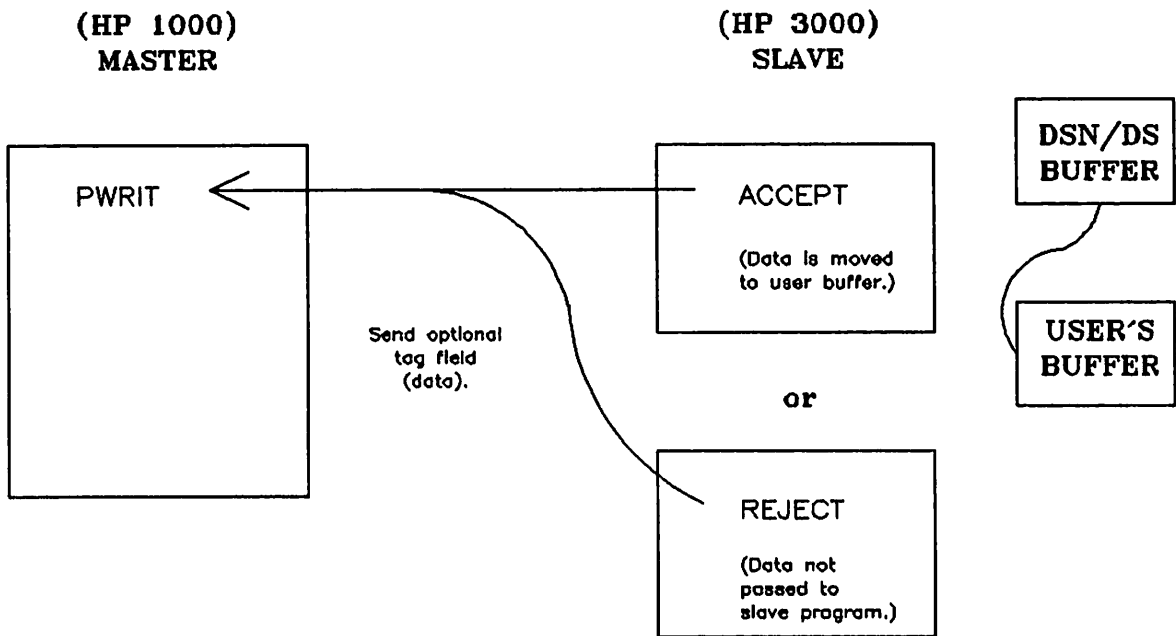 (HP 1000)
MASTER
(HP 3000)
SLAVE
PWRIT
ACCEPT
(Data is moved
to user buffer.)
DSN/DS
BUFFER
USER'S
BUFFER
Send optional
tag field
(data).
or
REJECT
(Data not
passed to
slave program.)